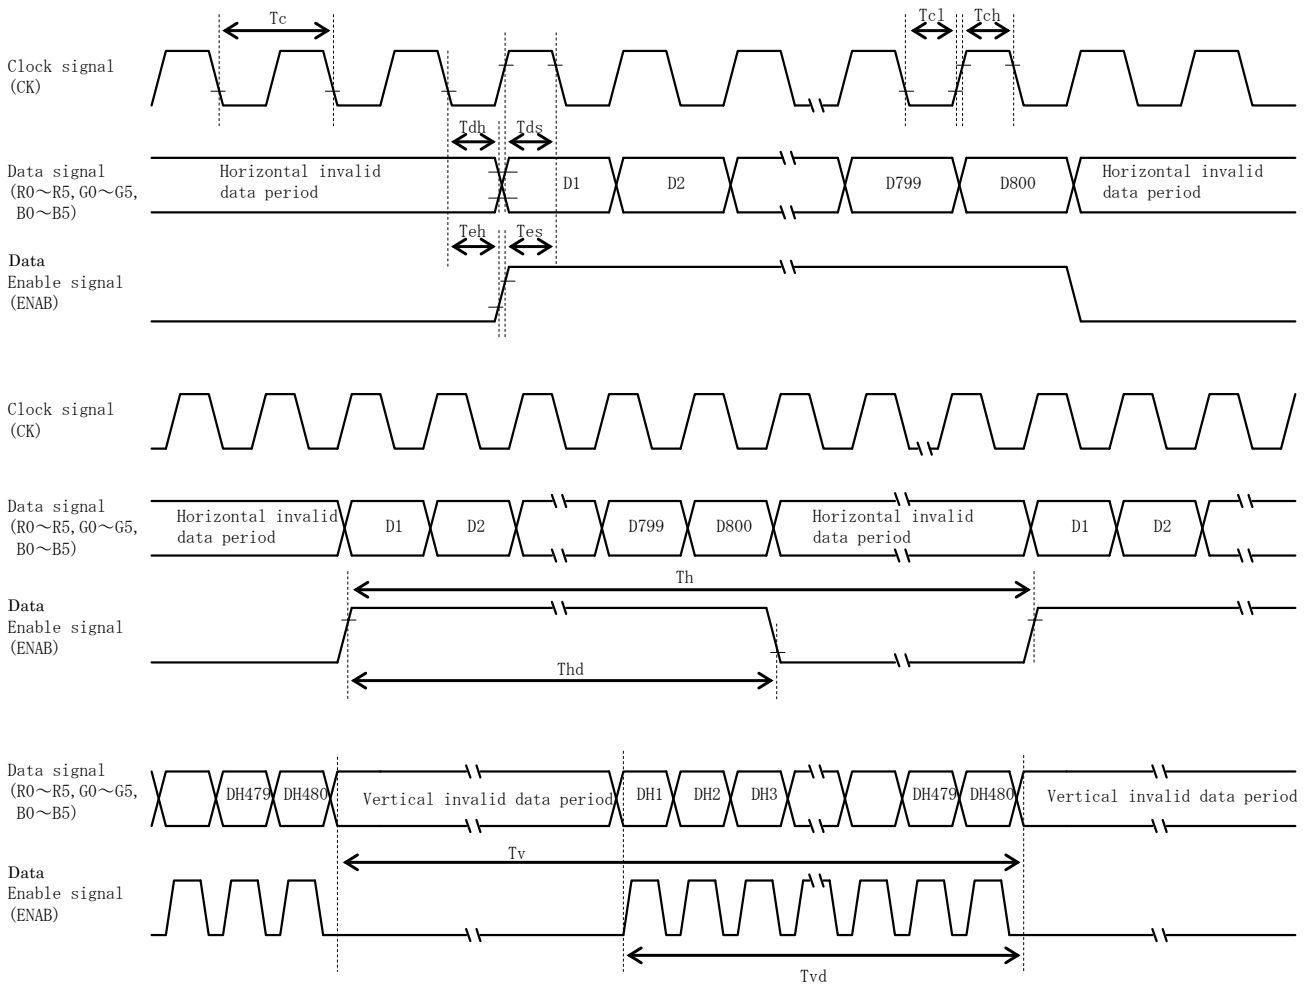 Tc
Tcl
Tch
Clock signal
(CK)
Tdh
Tds
Data signal
(R0～R5,G0～G5,
B0～B5)
Horizontal invalid
data period
D1
D2
D799
D800
Horizontal invalid
data period
Teh
Tes
Data
Enable signal
(ENAB)
Clock signal
(CK)
Data signal
(R0～R5,G0～G5,
B0～B5)
Horizontal invalid
data period
D1
D2
D799
D800
Horizontal invalid
data period
D1
D2
Th
Data
Enable signal
(ENAB)
Thd
Data signal
(R0～R5,G0～G5,
B0～B5)
DH479
DH480
Vertical invalid data period
DH1
DH2
DH3
DH479
DH480
Vertical invalid data period
Tv
Data
Enable signal
(ENAB)
Tvd